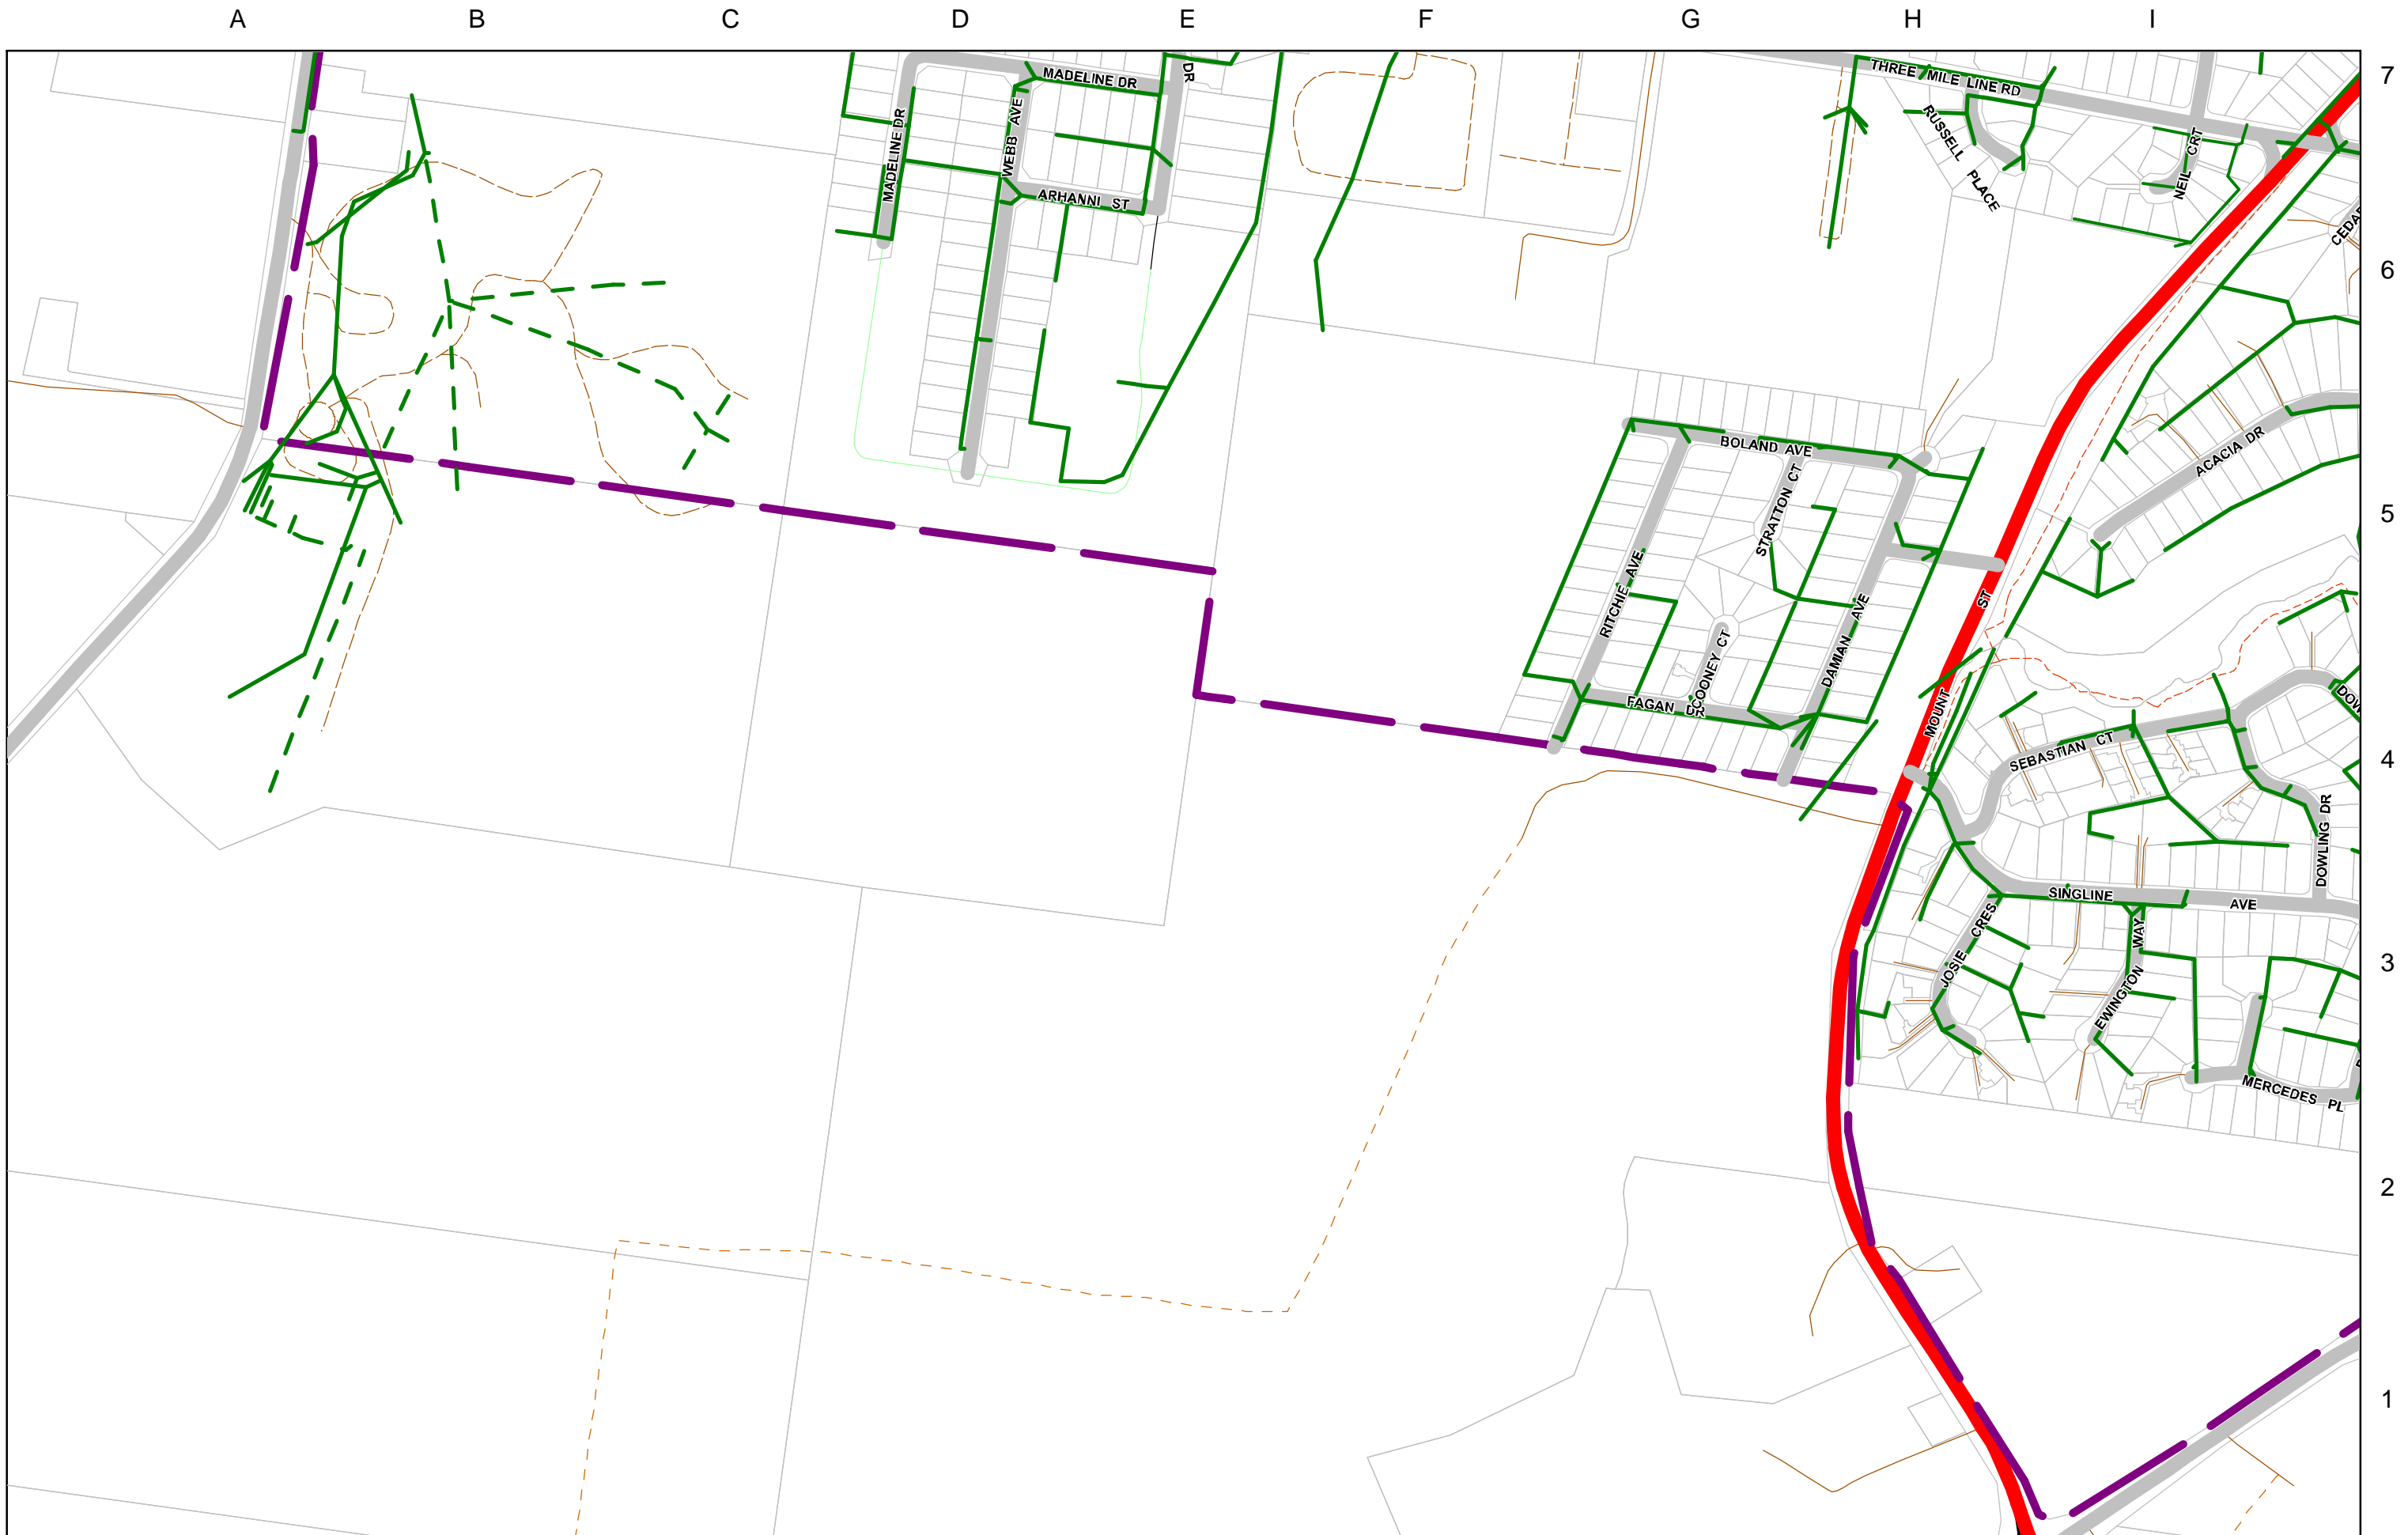 A B C D E F G H I
7
6
5
4
3
2
1
MADELINE DR
DR
MADELINE DR
WEBB AVE
ARHANNI ST
THREE MILE LINE RD
RUSSELL PLACE
NEIL CRT
BOLAND AVE
STRATTON CT
ACACIA DR
RITCHIE AVE
COONEY CT
DAMIAN AVE
FAGAN DR
MOUNT ST
SEBASTIAN CT
DOWLING DR
SINGLINE AVE
JOSIE CRES
EWINGTON WAY
MERCEDES PL